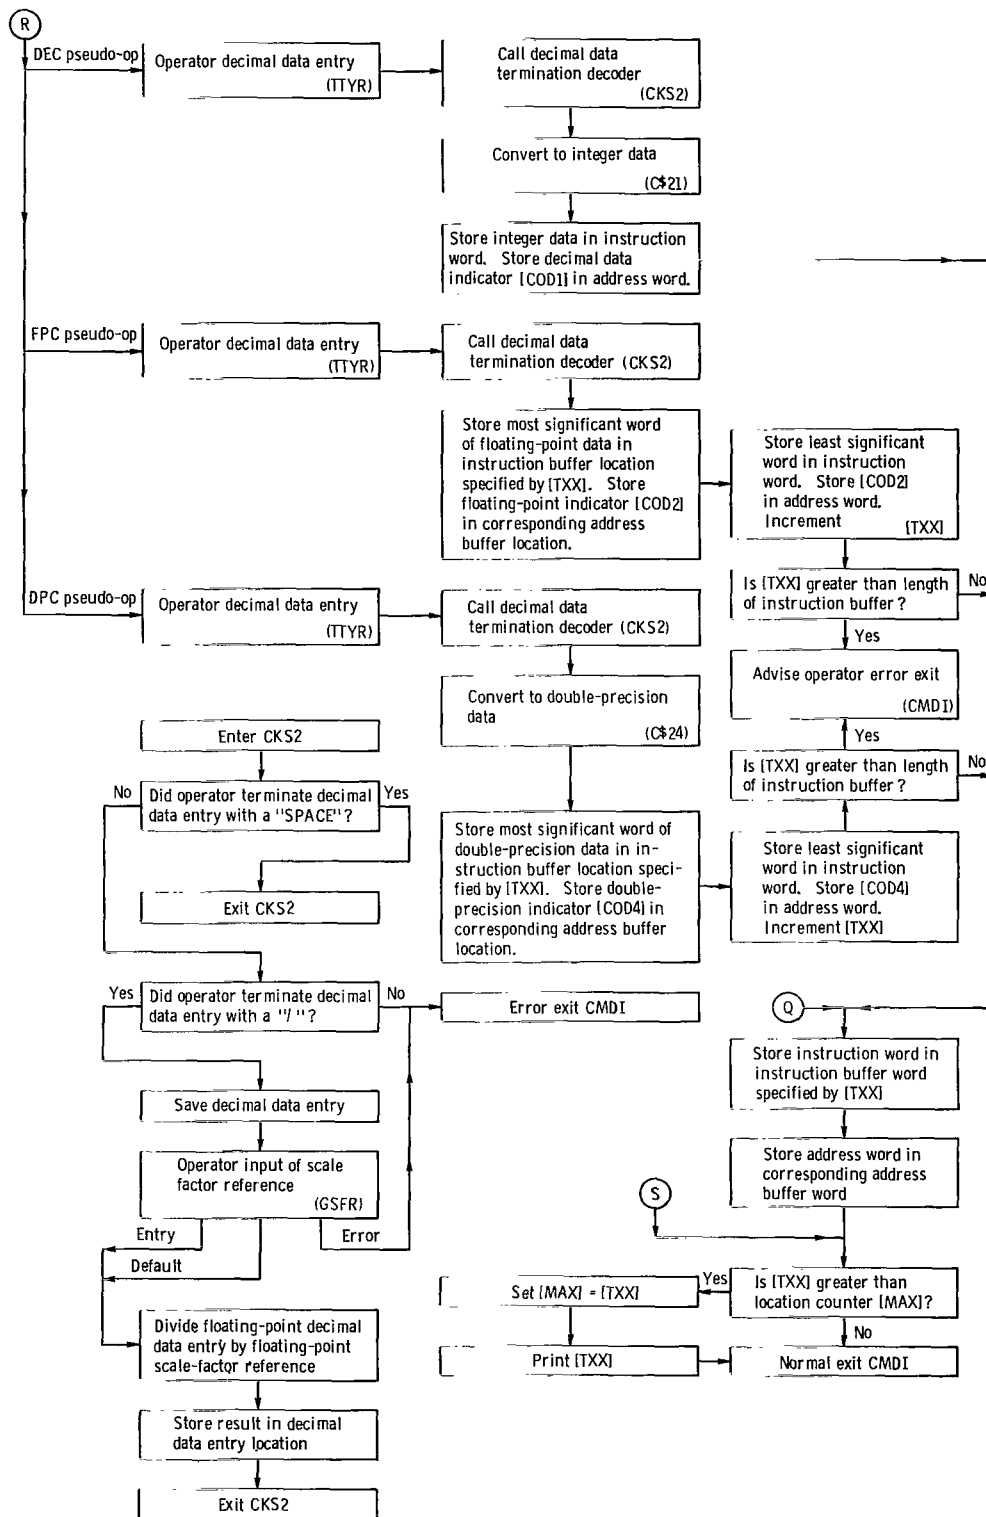 R
DEC pseudo-op
Operator decimal data entry
(TTYR)
Call decimal data
termination decoder
(CKS2)
Convert to integer data
(C$21)
Store integer data in instruction
word. Store decimal data
indicator [COD1] in address word.
FPC pseudo-op
Operator decimal data entry
(TTYR)
Call decimal data
termination decoder (CKS2)
Store most significant word
of floating-point data in
instruction buffer location
specified by [TXX]. Store
floating-point indicator [COD2]
in corresponding address
buffer location.
Store least significant
word in instruction
word. Store [COD2]
in address word.
Increment [TXX]
Is [TXX] greater than length
of instruction buffer?
No
Yes
DPC pseudo-op
Operator decimal data entry
(TTYR)
Call decimal data
termination decoder (CKS2)
Convert to double-precision
data
(C$24)
Advise operator error exit
(CMDI)
Yes
Is [TXX] greater than length
of instruction buffer?
No
Store most significant word of
double-precision data in in-
struction buffer location speci-
fied by [TXX]. Store double-
precision indicator [COD4] in
corresponding address buffer
location.
Store least significant
word in instruction
word. Store [COD4]
in address word.
Increment [TXX]
Enter CKS2
No
Did operator terminate decimal
data entry with a "SPACE"?
Yes
Exit CKS2
Yes
Did operator terminate decimal
data entry with a "/"?
No
Error exit CMDI
Save decimal data entry
Operator input of scale
factor reference
(GSFR)
Entry
Default
Error
Divide floating-point decimal
data entry by floating-point
scale-factor reference
Store result in decimal
data entry location
Exit CKS2
Q
Store instruction word in
instruction buffer word
specified by [TXX]
Store address word in
corresponding address
buffer word
S
Is [TXX] greater than
location counter [MAX]?
Yes
Set [MAX] = [TXX]
No
Print [TXX]
Normal exit CMDI